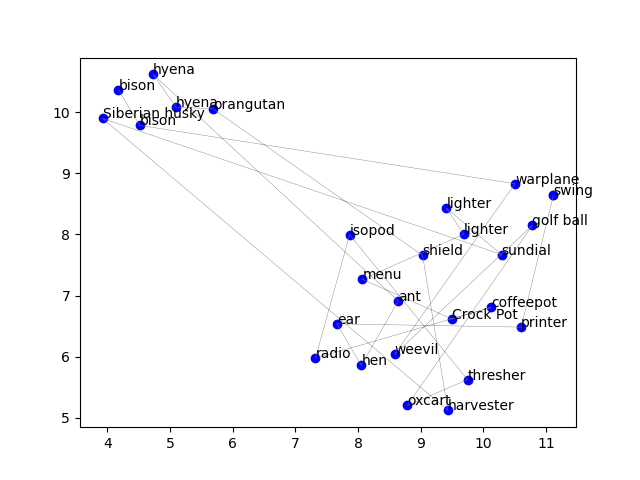 hyena
bison
hyena
orangutan
Siberian husky
bison
warplane
swing
lighter
golf ball
isopod
lighter
shield
sundial
menu
ant
coffeepot
Crock Pot
ear
printer
radio
weevil
hen
thresher
oxcart
harvester
10
9
8
7
6
5
4 5 6 7 8 9 10 11